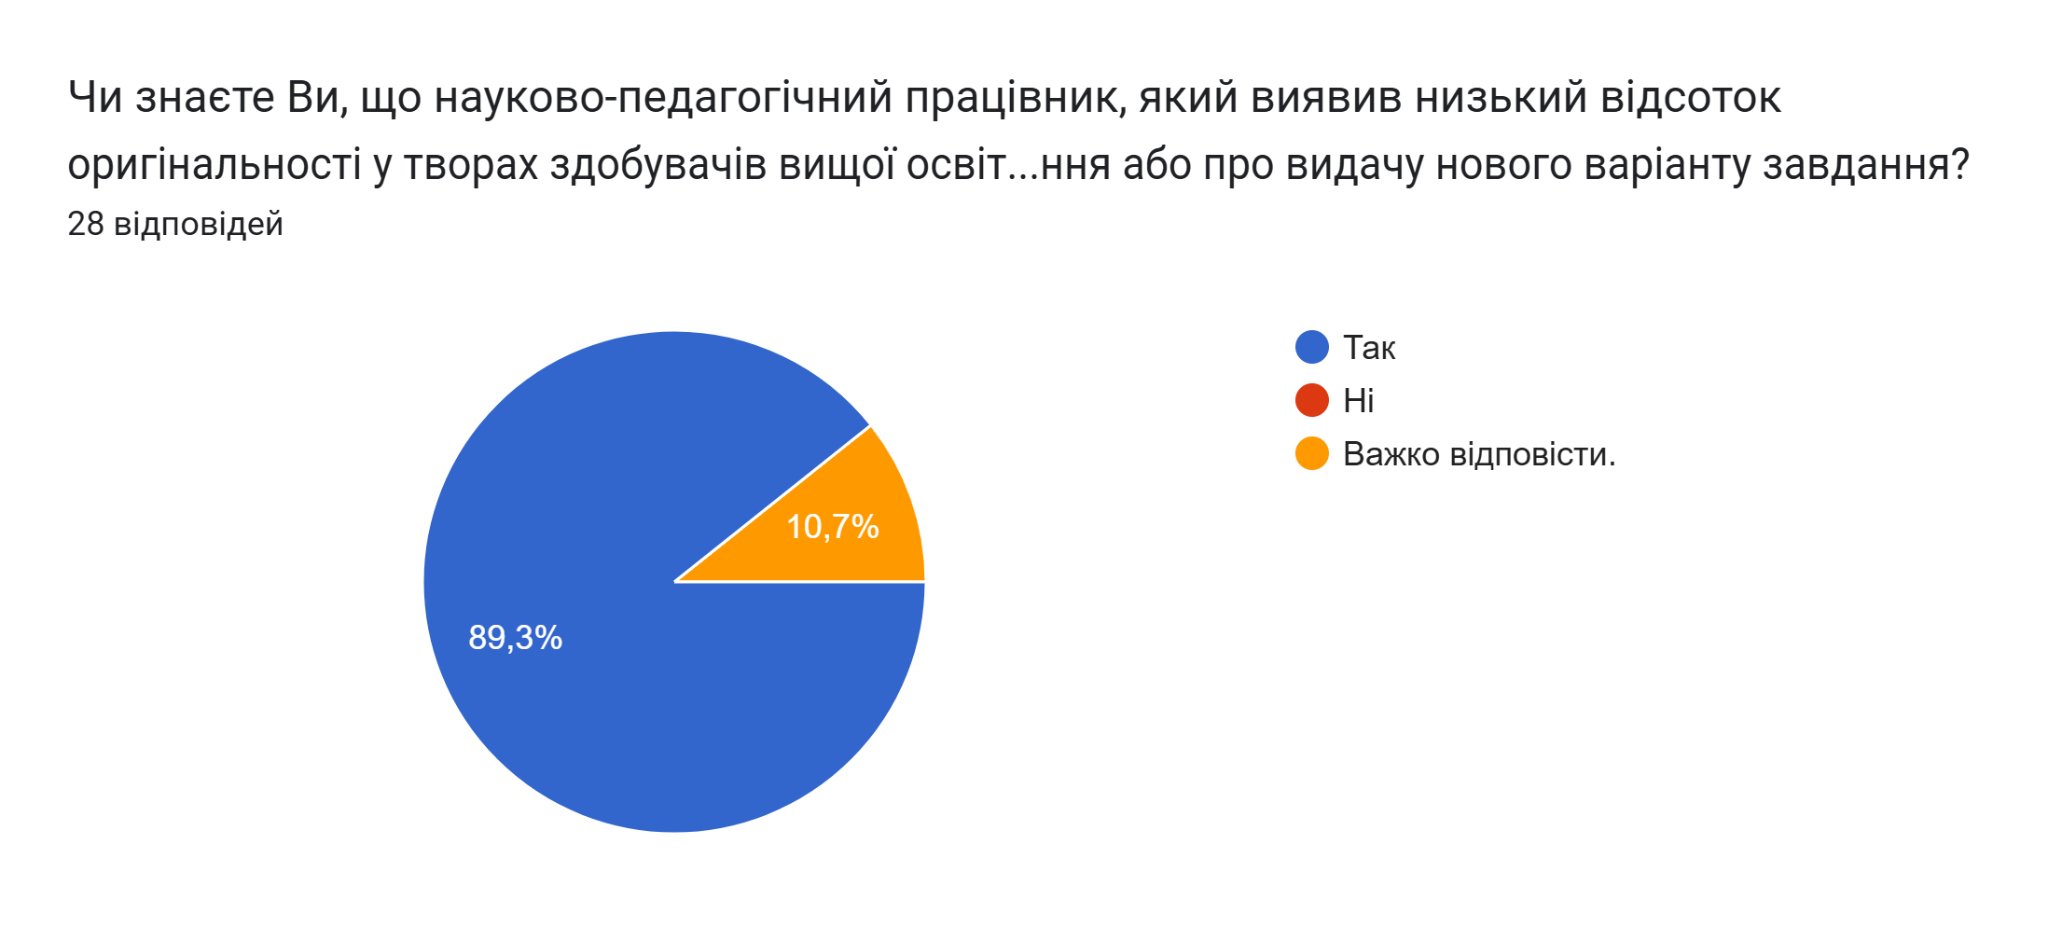 Чи знаєте Ви, що науково-педагогічний працівник, який виявив низький відсоток
оригінальності у творах здобувачів вищої освіт...ння або про видачу нового варіанту завдання?
28 відповідей
Так
Ні
Важко відповісти.
10,7%
89,3%